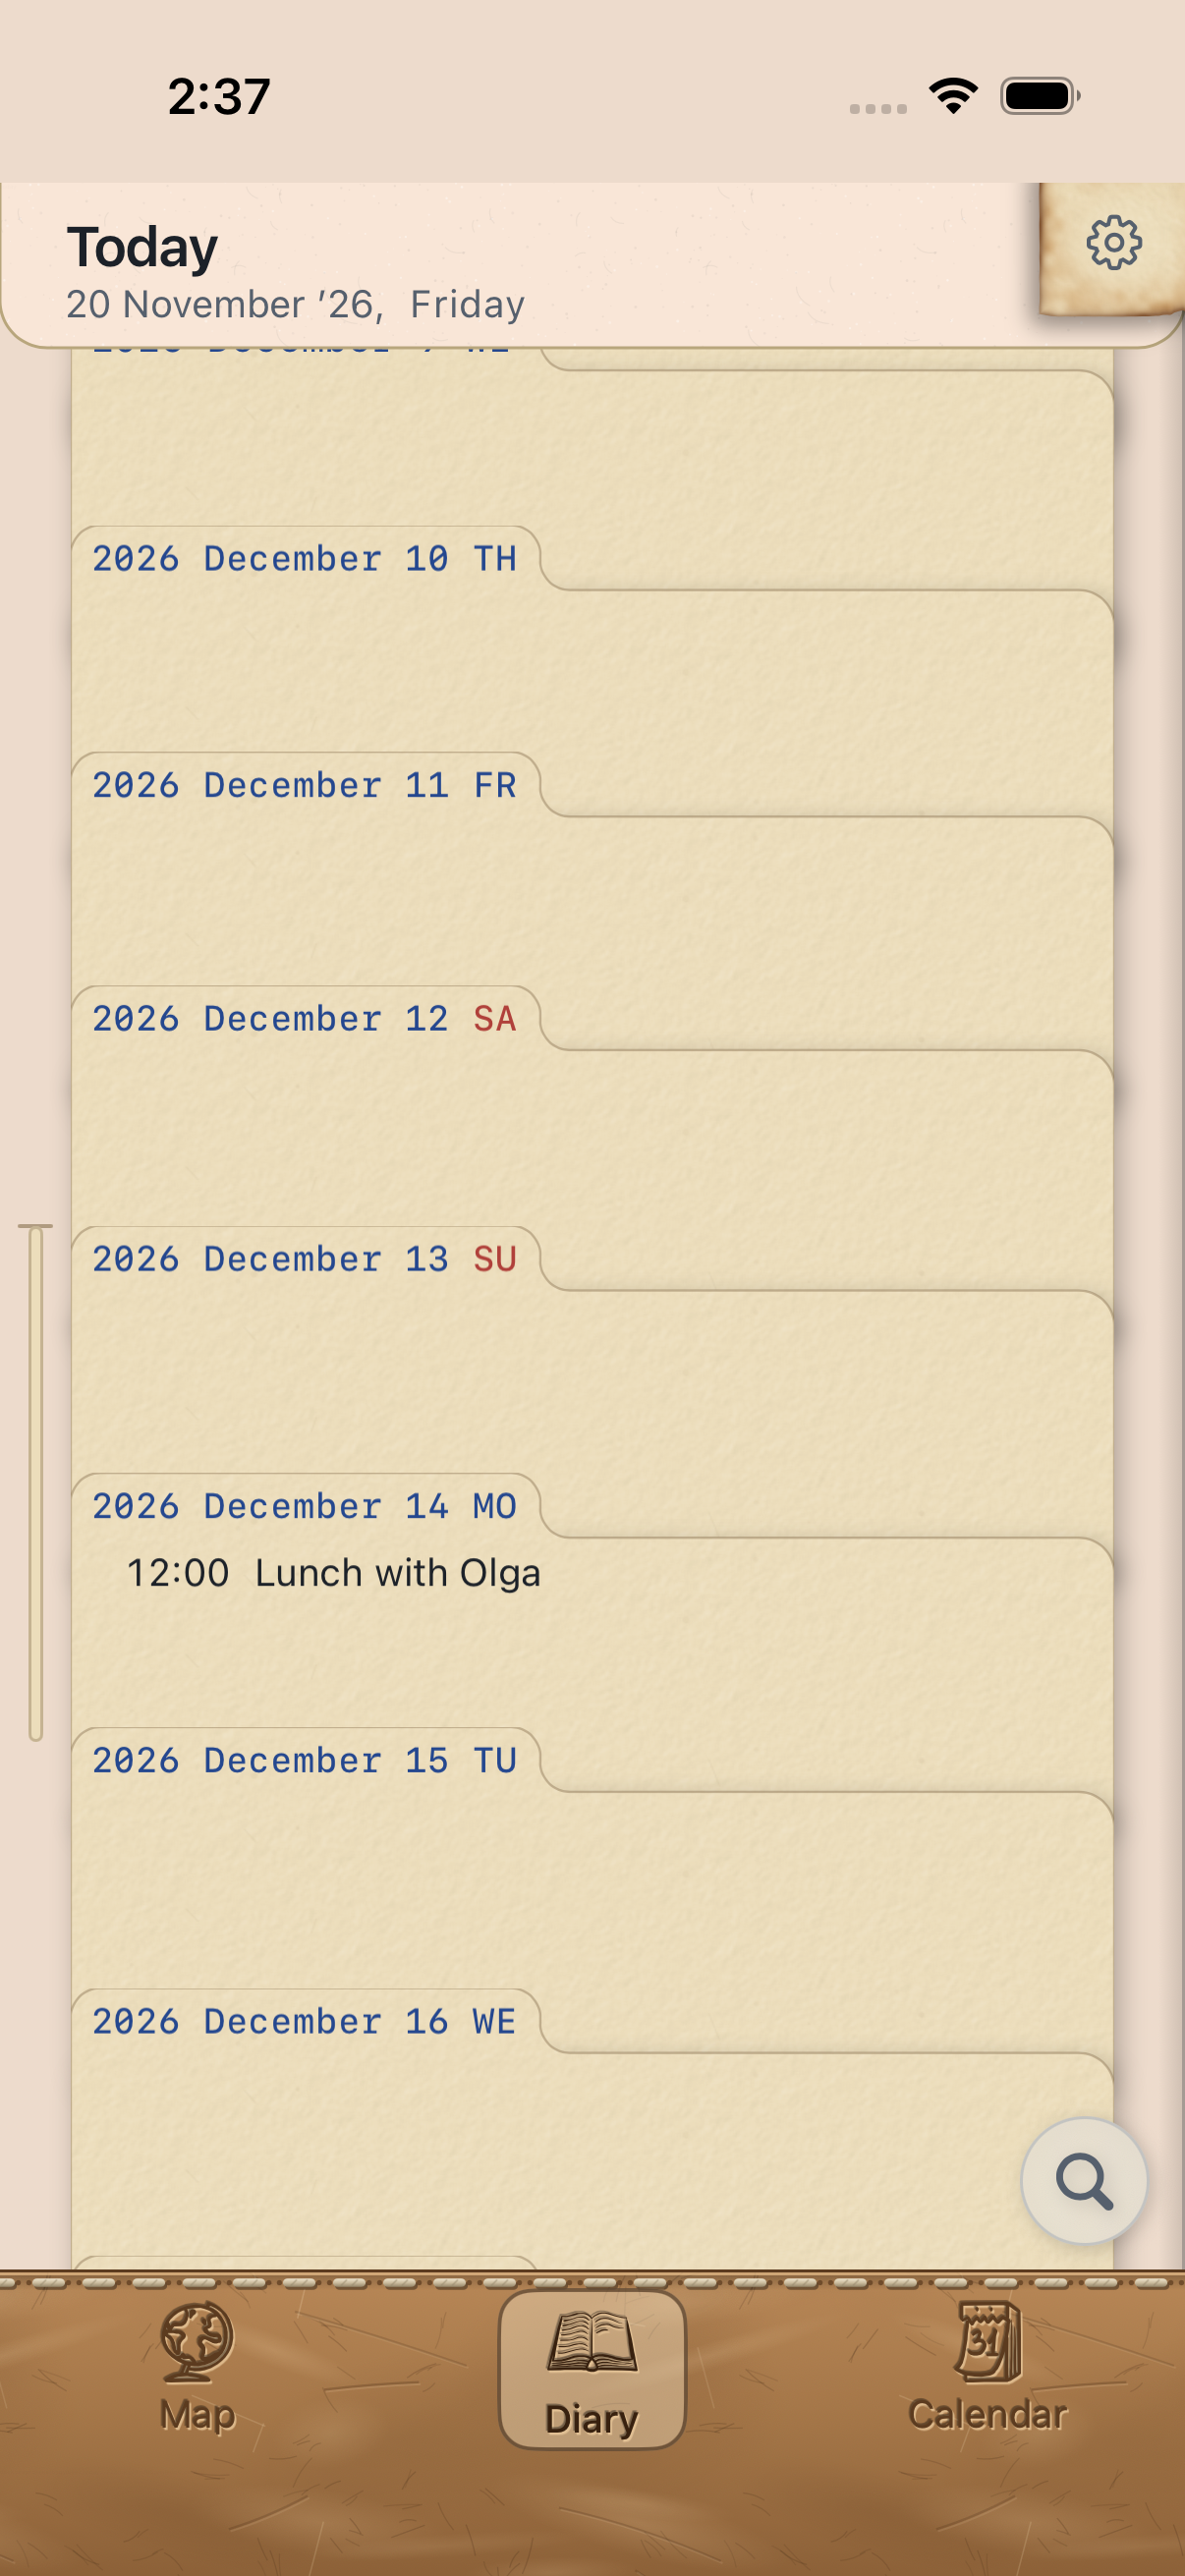 2:37
Today
20 November ’26, Friday
2026 December 10 TH
2026 December 11 FR
2026 December 12 SA
2026 December 13 SU
2026 December 14 MO
12:00 Lunch with Olga
2026 December 15 TU
2026 December 16 WE
31
Map
Diary
Calendar